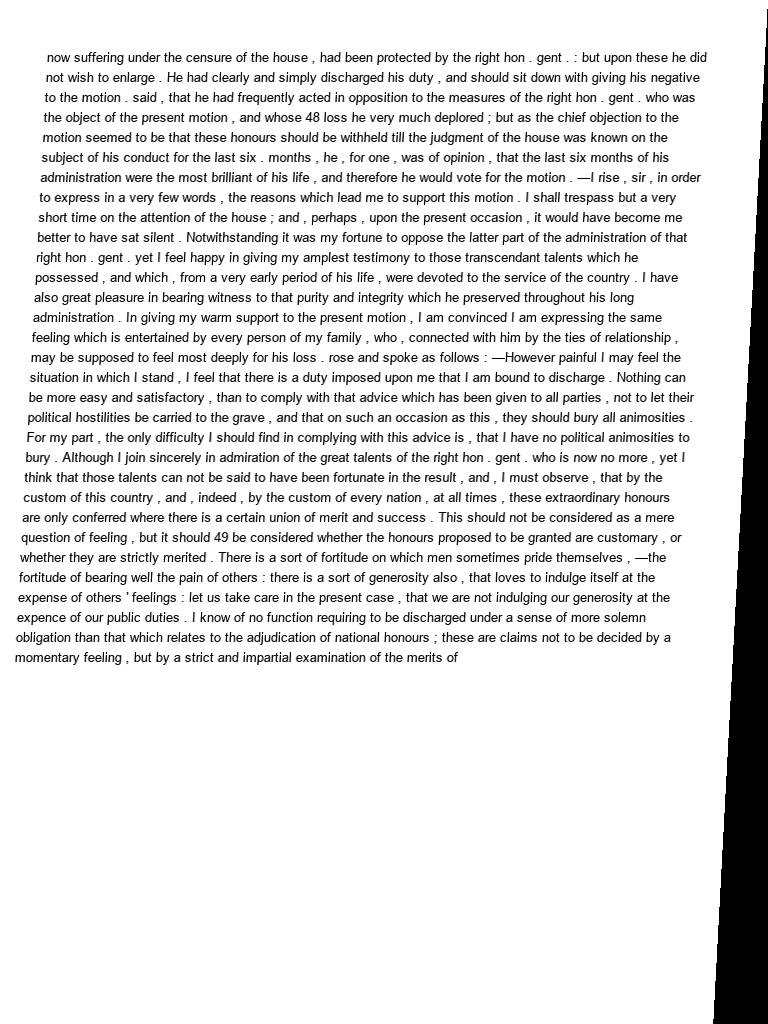 now suffering under the censure of the house , had been protected by the right hon . gent . : but upon these he did
not wish to enlarge . He had clearly and simply discharged his duty , and should sit down with giving his negative
to the motion . said , that he had frequently acted in opposition to the measures of the right hon . gent . who was
the object of the present motion , and whose 48 loss he very much deplored ; but as the chief objection to the
motion seemed to be that these honours should be withheld till the judgment of the house was known on the
subject of his conduct for the last six . months , he , for one , was of opinion , that the last six months of his
administration were the most brilliant of his life , and therefore he would vote for the motion . —I rise , sir , in order
to express in a very few words , the reasons which lead me to support this motion . I shall trespass but a very
short time on the attention of the house ; and , perhaps , upon the present occasion , it would have become me
better to have sat silent . Notwithstanding it was my fortune to oppose the latter part of the administration of that
right hon . gent . yet I feel happy in giving my amplest testimony to those transcendant talents which he
possessed , and which , from a very early period of his life , were devoted to the service of the country . I have
also great pleasure in bearing witness to that purity and integrity which he preserved throughout his long
administration . In giving my warm support to the present motion , I am convinced I am expressing the same
feeling which is entertained by every person of my family , who , connected with him by the ties of relationship ,
may be supposed to feel most deeply for his loss . rose and spoke as follows : —However painful I may feel the
situation in which I stand , I feel that there is a duty imposed upon me that I am bound to discharge . Nothing can
be more easy and satisfactory , than to comply with that advice which has been given to all parties , not to let their
political hostilities be carried to the grave , and that on such an occasion as this , they should bury all animosities .
For my part , the only difficulty I should find in complying with this advice is , that I have no political animosities to
bury . Although I join sincerely in admiration of the great talents of the right hon . gent . who is now no more , yet I
think that those talents can not be said to have been fortunate in the result , and , I must observe , that by the
custom of this country , and , indeed , by the custom of every nation , at all times , these extraordinary honours
are only conferred where there is a certain union of merit and success . This should not be considered as a mere
question of feeling , but it should 49 be considered whether the honours proposed to be granted are customary , or
whether they are strictly merited . There is a sort of fortitude on which men sometimes pride themselves , —the
fortitude of bearing well the pain of others : there is a sort of generosity also , that loves to indulge itself at the
expense of others ' feelings : let us take care in the present case , that we are not indulging our generosity at the
expence of our public duties . I know of no function requiring to be discharged under a sense of more solemn
obligation than that which relates to the adjudication of national honours ; these are claims not to be decided by a
momentary feeling , but by a strict and impartial examination of the merits of